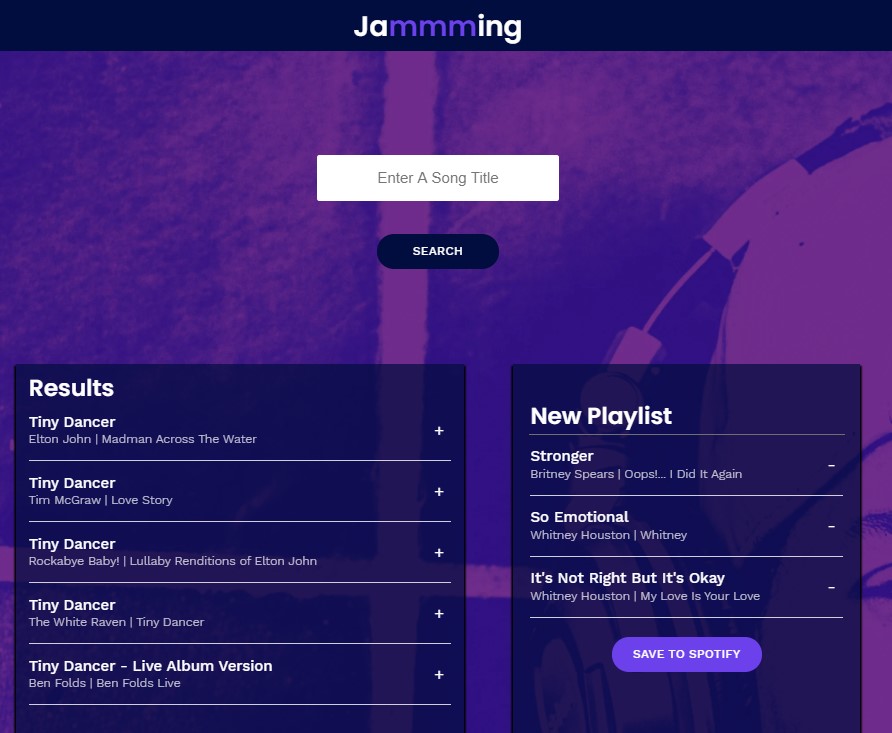 Jammming
Enter A Song Title
SEARCH
Results
Tiny Dancer
Elton John | Madman Across The Water
+
Tiny Dancer
Tim McGraw | Love Story
+
Tiny Dancer
Rockabye Baby! | Lullaby Renditions of Elton John
+
Tiny Dancer
The White Raven | Tiny Dancer
+
Tiny Dancer - Live Album Version
Ben Folds | Ben Folds Live
+
New Playlist
Stronger
Britney Spears | Oops!... I Did It Again
-
So Emotional
Whitney Houston | Whitney
-
It's Not Right But It's Okay
Whitney Houston | My Love Is Your Love
-
SAVE TO SPOTIFY